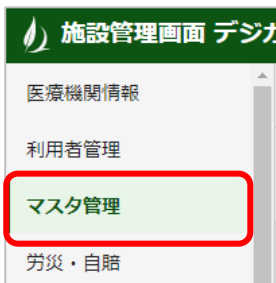 施設管理画面 デジカ
医療機関情報
利用者管理
マスタ管理
労災・自賠